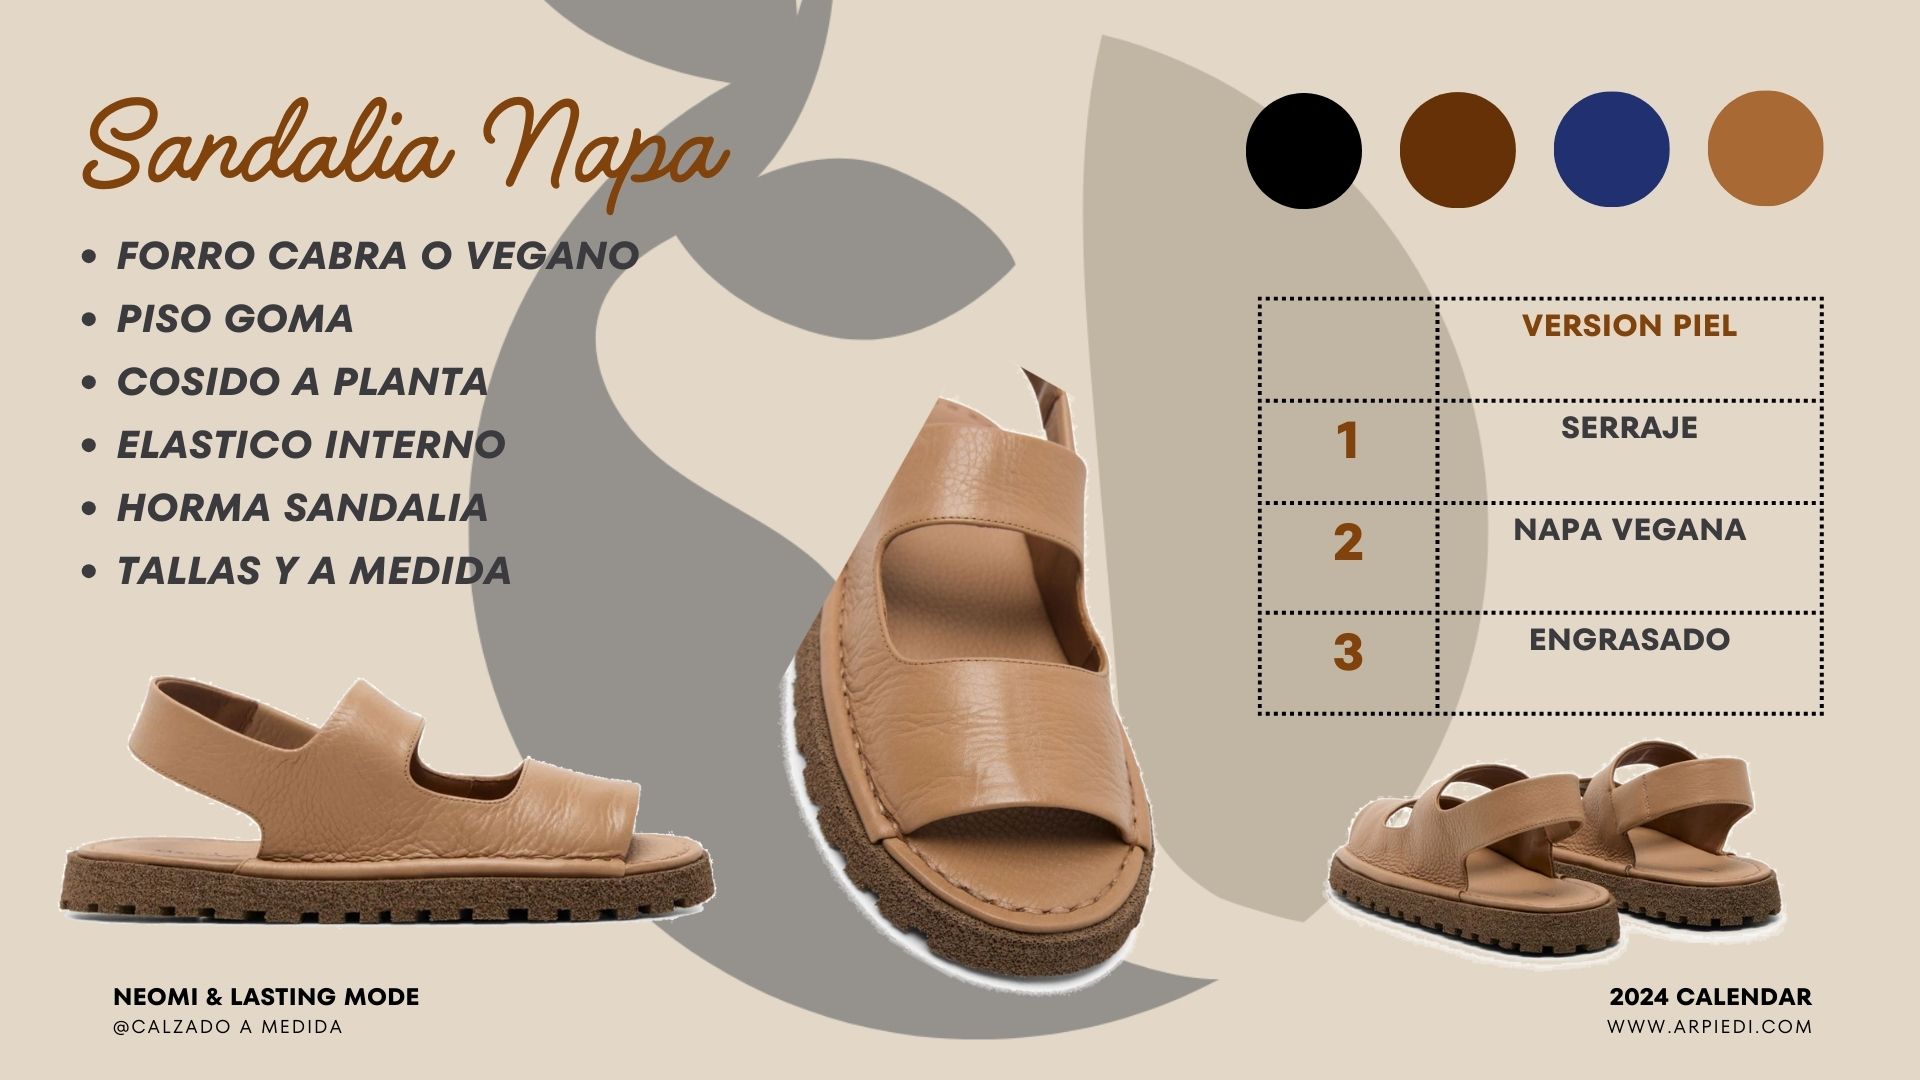 Sandalia Napa
• FORRO CABRA O VEGANO
• PISO GOMA
• COSIDO A PLANTA
• ELASTICO INTERNO
• HORMA SANDALIA
• TALLAS Y A MEDIDA
VERSION PIEL
1 SERRAJE
2 NAPA VEGANA
3 ENGRASADO
NEOMI & LASTING MODE
@CALZADO A MEDIDA
2024 CALENDAR
WWW.ARPIEDI.COM